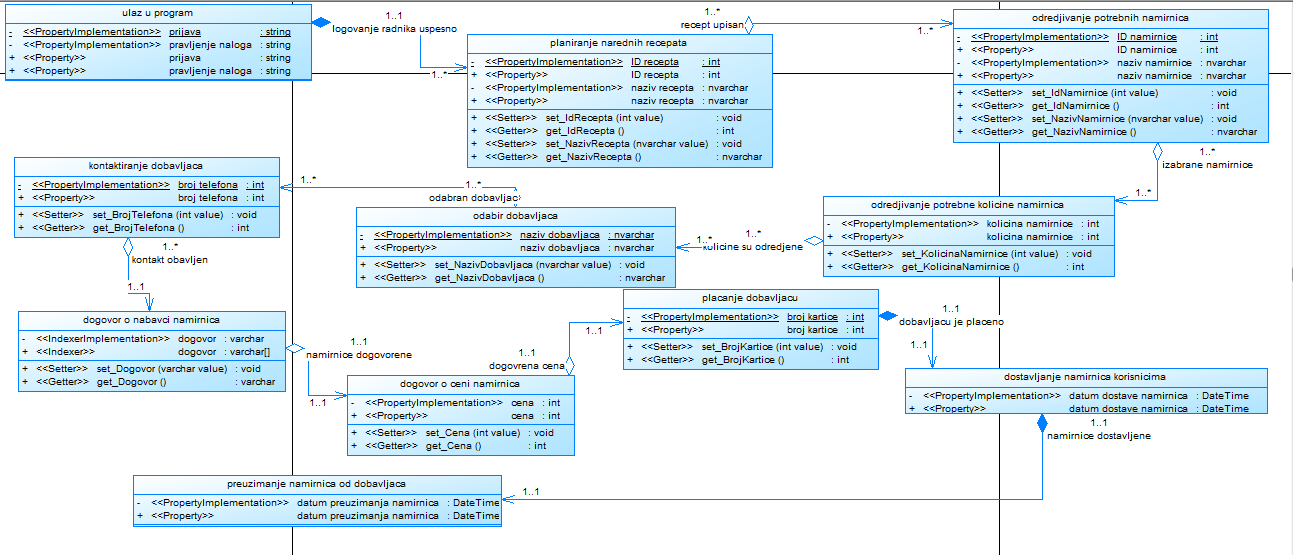 ulaz u program
- <<PropertyImplementation>> prijava : string
- <<PropertyImplementation>> pravljenje naloga : string
+ <<Property>> prijava : string
+ <<Property>> pravljenje naloga : string
1..1
logovanje radnika uspesno
1..*
planiranje narednih recepata
- <<PropertyImplementation>> ID recepta : int
+ <<Property>> ID recepta : int
- <<PropertyImplementation>> naziv recepta : nvarchar
+ <<Property>> naziv recepta : nvarchar
+ <<Setter>> set_IdRecepta (int value) : void
+ <<Getter>> get_IdRecepta () : int
+ <<Setter>> set_NazivRecepta (nvarchar value) : void
+ <<Getter>> get_NazivRecepta () : nvarchar
1..*
recept upisan
1..*
odredjivanje potrebnih namirnica
- <<PropertyImplementation>> ID namirnice : int
+ <<Property>> ID namirnice : int
- <<PropertyImplementation>> naziv namirnice : nvarchar
+ <<Property>> naziv namirnice : nvarchar
+ <<Setter>> set_IdNamirnice (int value) : void
+ <<Getter>> get_IdNamirnice () : int
+ <<Setter>> set_NazivNamirnice (nvarchar value) : void
+ <<Getter>> get_NazivNamirnice () : nvarchar
1..*
izabrane namirnice
1..*
kontaktiranje dobavljaca
- <<PropertyImplementation>> broj telefona : int
+ <<Property>> broj telefona : int
+ <<Setter>> set_BrojTelefona (int value) : void
+ <<Getter>> get_BrojTelefona () : int
1..*
1..*
odabran dobavljac
odabir dobavljaca
- <<PropertyImplementation>> naziv dobavljaca : nvarchar
+ <<Property>> naziv dobavljaca : nvarchar
+ <<Setter>> set_NazivDobavljaca (nvarchar value) : void
+ <<Getter>> get_NazivDobavljaca () : nvarchar
1..*
1..*
kolicine su odredjene
odredjivanje potrebne kolicine namirnica
- <<PropertyImplementation>> kolicina namirnice : int
+ <<Property>> kolicina namirnice : int
+ <<Setter>> set_KolicinaNamirnice (int value) : void
+ <<Getter>> get_KolicinaNamirnice () : int
1..*
kontakt obavljen
1..1
dogovor o nabavci namirnica
- <<IndexerImplementation>> dogovor : varchar
+ <<Indexer>> dogovor : varchar[]
+ <<Setter>> set_Dogovor (varchar value) : void
+ <<Getter>> get_Dogovor () : varchar
1..1
namirnice dogovorene
1..1
dogovor o ceni namirnica
- <<PropertyImplementation>> cena : int
+ <<Property>> cena : int
+ <<Setter>> set_Cena (int value) : void
+ <<Getter>> get_Cena () : int
1..1
dogovrena cena
1..1
placanje dobavljacu
- <<PropertyImplementation>> broj kartice : int
+ <<Property>> broj kartice : int
+ <<Setter>> set_BrojKartice (int value) : void
+ <<Getter>> get_BrojKartice () : int
1..1
dobavljacu je placeno
1..1
dostavljanje namirnica korisnicima
- <<PropertyImplementation>> datum dostave namirnica : DateTime
+ <<Property>> datum dostave namirnica : DateTime
1..1
namirnice dostavljene
1..1
preuzimanje namirnica od dobavljaca
- <<PropertyImplementation>> datum preuzimanja namirnica : DateTime
+ <<Property>> datum preuzimanja namirnica : DateTime